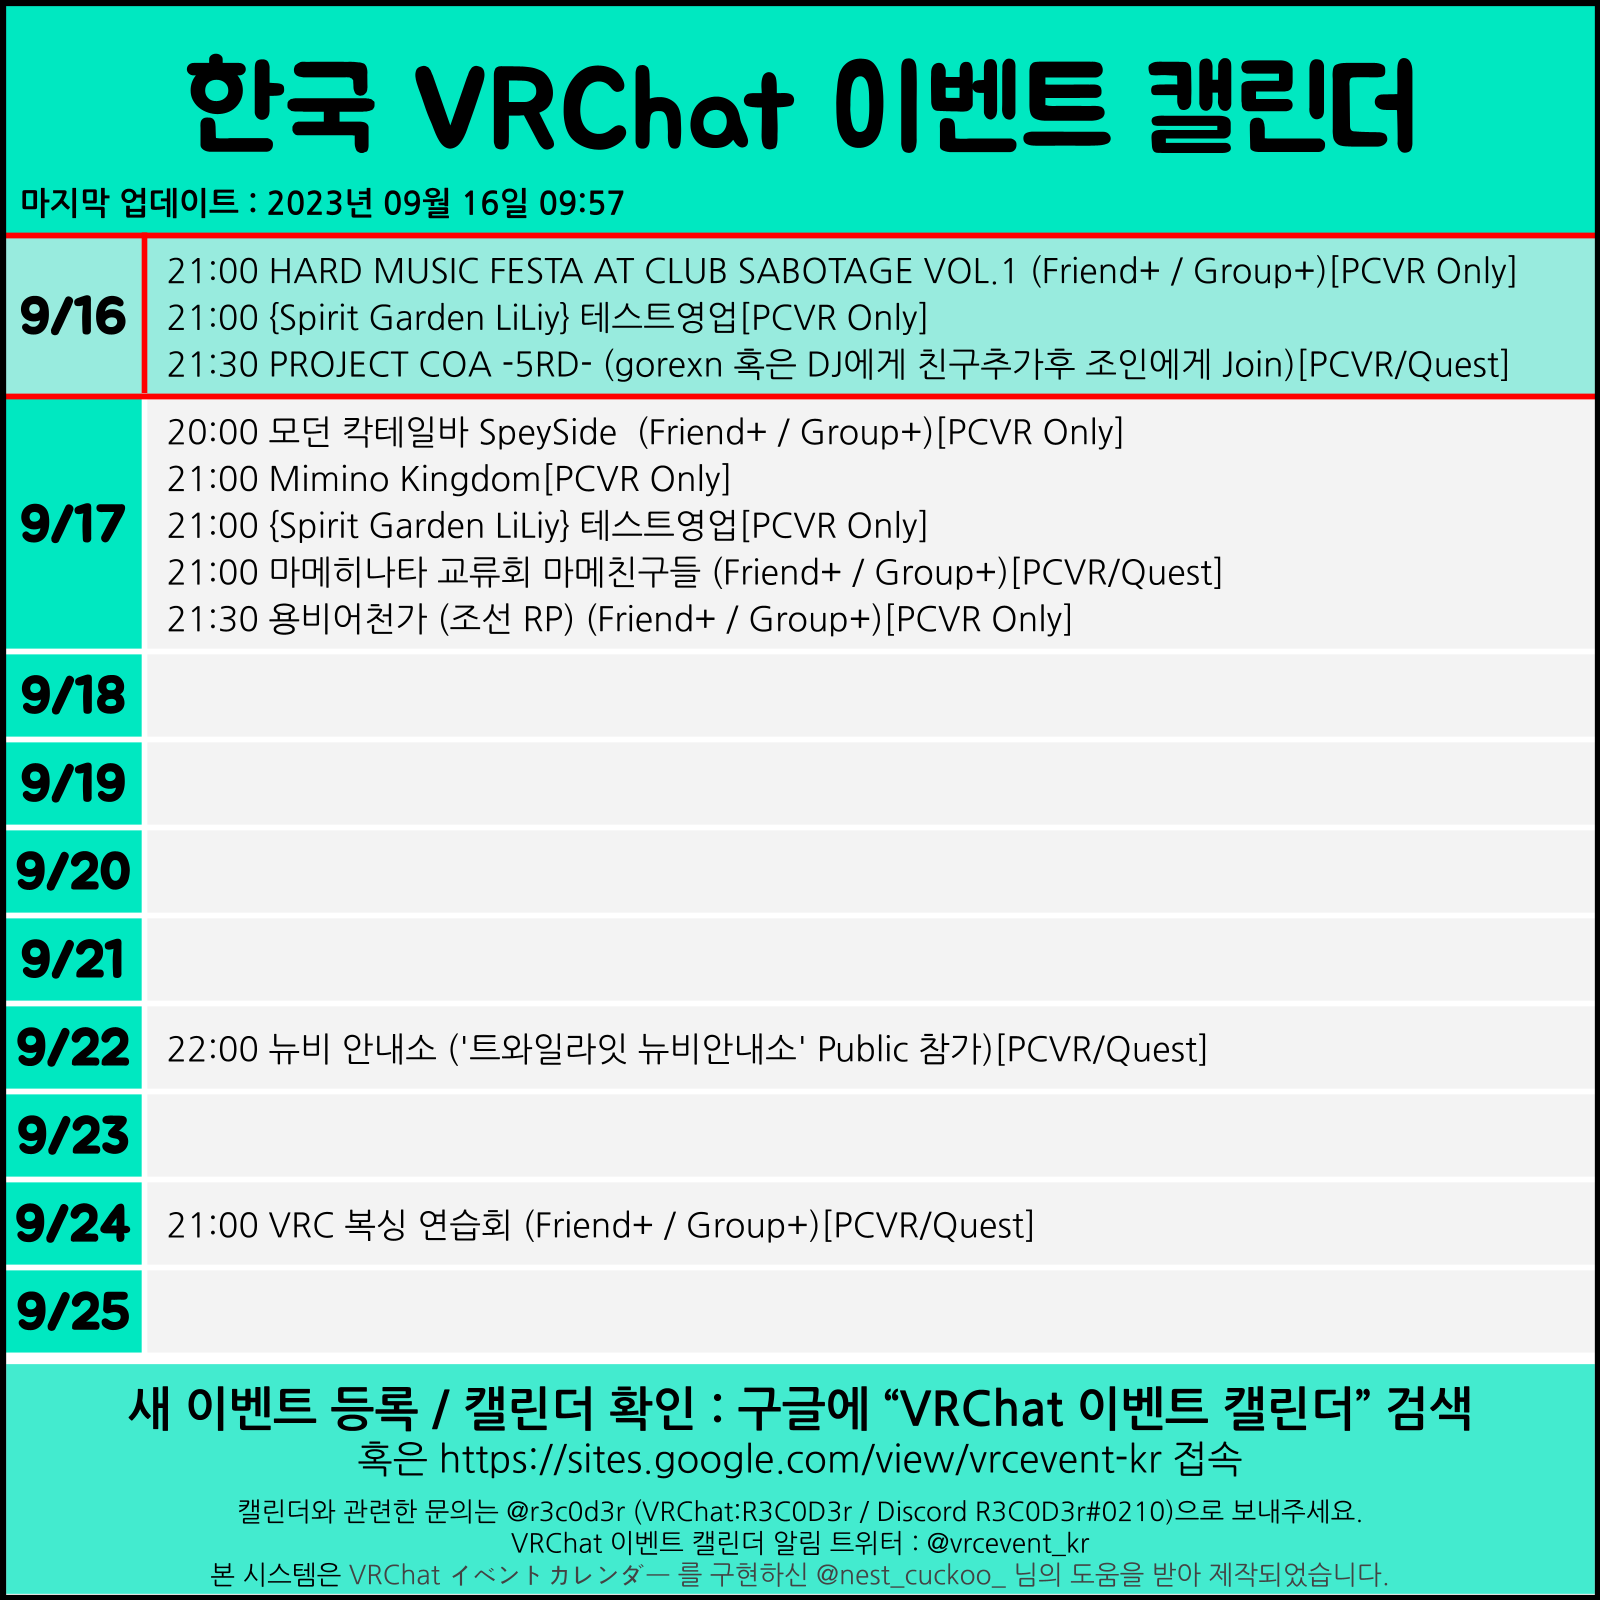 한국 VRChat 이벤트 캘린더
마지막 업데이트 : 2023년 09월 16일 09:57
9/16
21:00 HARD MUSIC FESTA AT CLUB SABOTAGE VOL.1 (Friend+ / Group+)[PCVR Only]
21:00 {Spirit Garden LiLiy} 테스트영업[PCVR Only]
21:30 PROJECT COA -5RD- (gorexn 혹은 DJ에게 친구추가후 조인에게 Join)[PCVR/Quest]
9/17
20:00 모던 칵테일바 SpeySide  (Friend+ / Group+)[PCVR Only]
21:00 Mimino Kingdom[PCVR Only]
21:00 {Spirit Garden LiLiy} 테스트영업[PCVR Only]
21:00 마메히나타 교류회 마메친구들 (Friend+ / Group+)[PCVR/Quest]
21:30 용비어천가 (조선 RP) (Friend+ / Group+)[PCVR Only]
9/18
9/19
9/20
9/21
9/22
22:00 뉴비 안내소 ('트와일라잇 뉴비안내소' Public 참가)[PCVR/Quest]
9/23
9/24
21:00 VRC 복싱 연습회 (Friend+ / Group+)[PCVR/Quest]
9/25
새 이벤트 등록 / 캘린더 확인 : 구글에 “VRChat 이벤트 캘린더” 검색
혹은 https://sites.google.com/view/vrcevent-kr 접속
캘린더와 관련한 문의는 @r3c0d3r (VRChat:R3C0D3r / Discord R3C0D3r#0210)으로 보내주세요.
VRChat 이벤트 캘린더 알림 트위터 : @vrcevent_kr
본 시스템은 VRChat イベントカレンダー 를 구현하신 @nest_cuckoo_ 님의 도움을 받아 제작되었습니다.